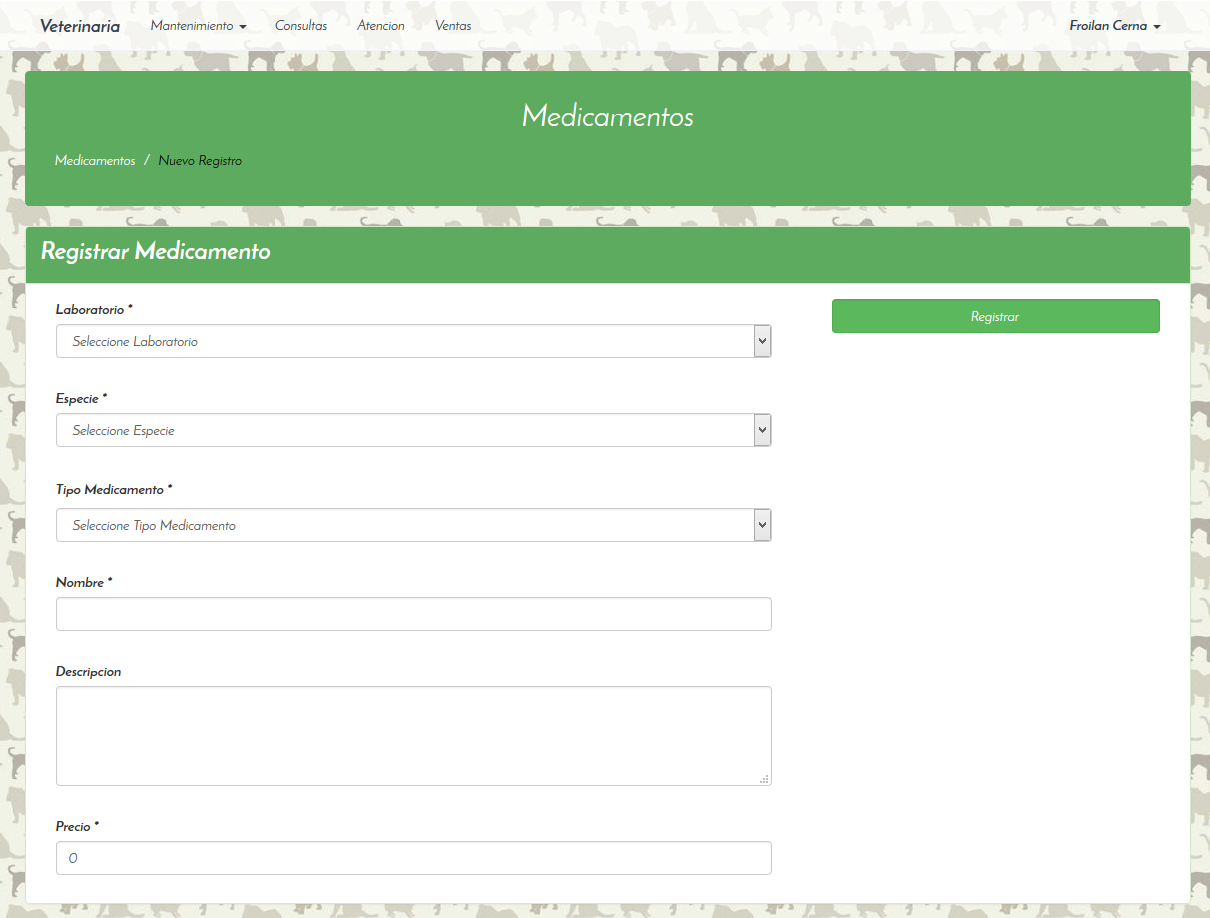 Veterinaria Mantenimiento Consultas Atencion Ventas Froilan Cerna
Medicamentos
Medicamentos / Nuevo Registro
Registrar Medicamento
Laboratorio *
Registrar
Seleccione Laboratorio
Especie *
Seleccione Especie
Tipo Medicamento *
Seleccione Tipo Medicamento
Nombre *
Descripcion
Precio *
0